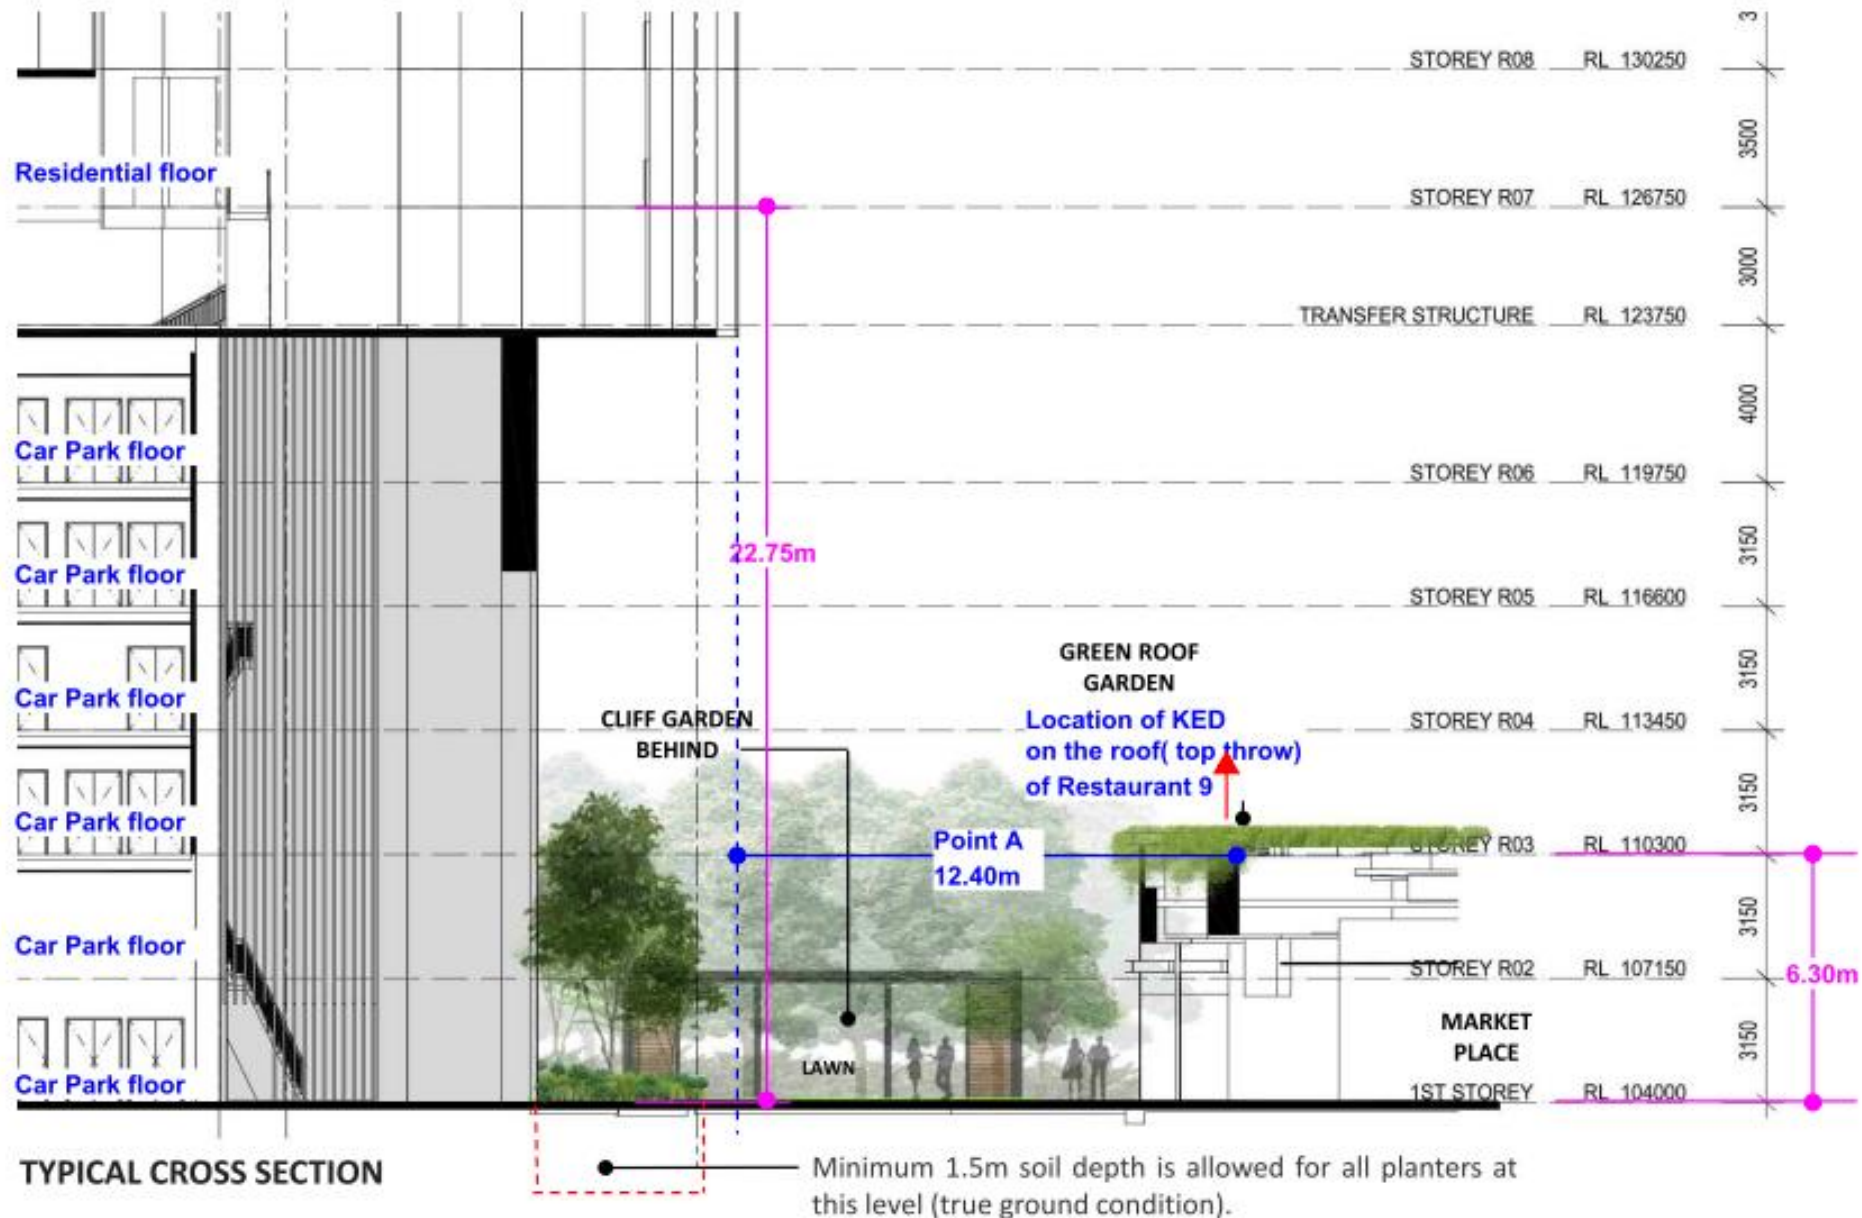 3
STOREY R08 RL 130250
3500
Residential floor
STOREY R07 RL 126750
3000
TRANSFER STRUCTURE RL 123750
4000
Car Park floor
STOREY R06 RL 119750
22.75m
3150
Car Park floor
STOREY R05 RL 116600
GREEN ROOF
GARDEN
3150
Car Park floor
CLIFF GARDEN
BEHIND
Location of KED
on the roof( top throw)
of Restaurant 9
STOREY R04 RL 113450
3150
Car Park floor
Point A
12.40m
STOREY R03 RL 110300
3150
Car Park floor
STOREY R02 RL 107150
6.30m
MARKET
PLACE
3150
LAWN
Car Park floor
1ST STOREY RL 104000
TYPICAL CROSS SECTION
Minimum 1.5m soil depth is allowed for all planters at
this level (true ground condition).